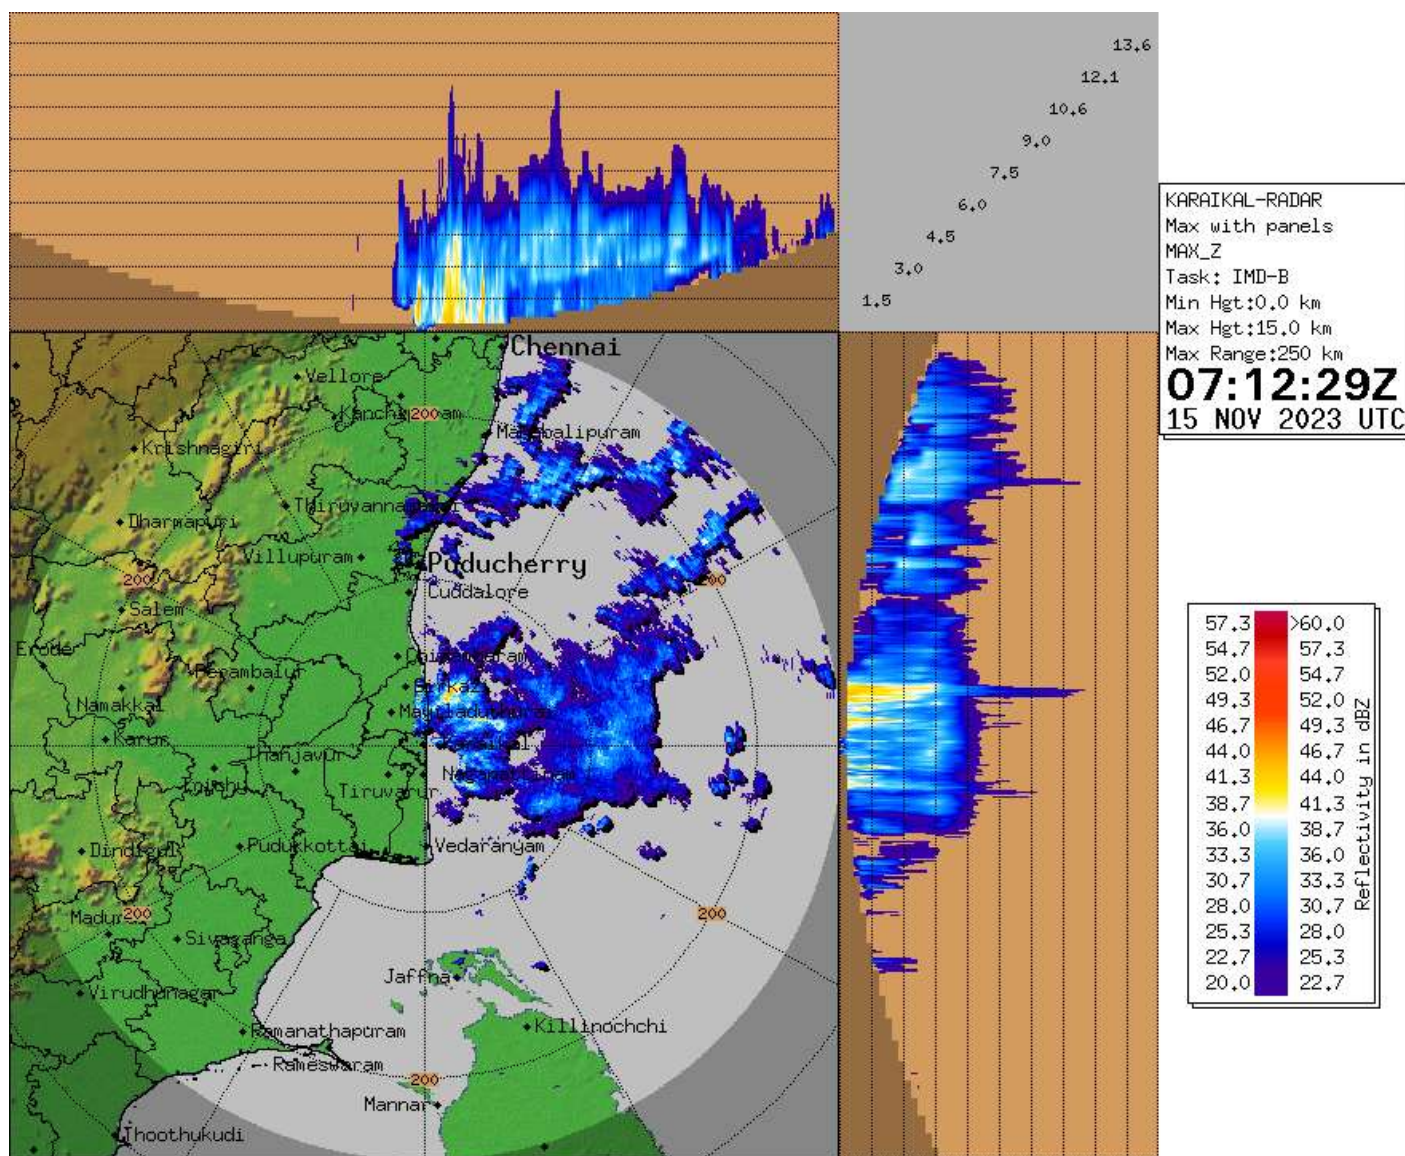 13.6
12.1
10.6
9.0
7.5
6.0
4.5
3.0
1.5
KARAIKAL-RADAR
Max with panels
MAX_Z
Task: IMD-B
Min Hgt:0.0 km
Max Hgt:15.0 km
Max Range:250 km
07:12:29Z
15 NOV 2023 UTC
Chennai
Vellore
200
Mahabalipuram
Krishnagiri
Dharmapuri
Villupuram
Puducherry
200
200
Cuddalore
Salem
Erode
Perambalur
Sirkazi
Namakkal
Mayiladuthurai
Karur
Karaikal
Thanjavur
Nagapattinam
Tiruvarur
Dindigul
Pudukkottai
Vedaranyam
200
200
Sivaganga
Jaffna
Virudhunagar
Ramanathapuram
Killinochchi
Rameswaram
200
Mannar
Thoothukudi
57.3 >60.0
54.7 57.3
52.0 54.7
49.3 52.0
46.7 49.3
44.0 46.7
41.3 44.0
38.7 41.3
36.0 38.7
33.3 36.0
30.7 33.3
28.0 30.7
25.3 28.0
22.7 25.3
20.0 22.7
Reflectivity in dBZ